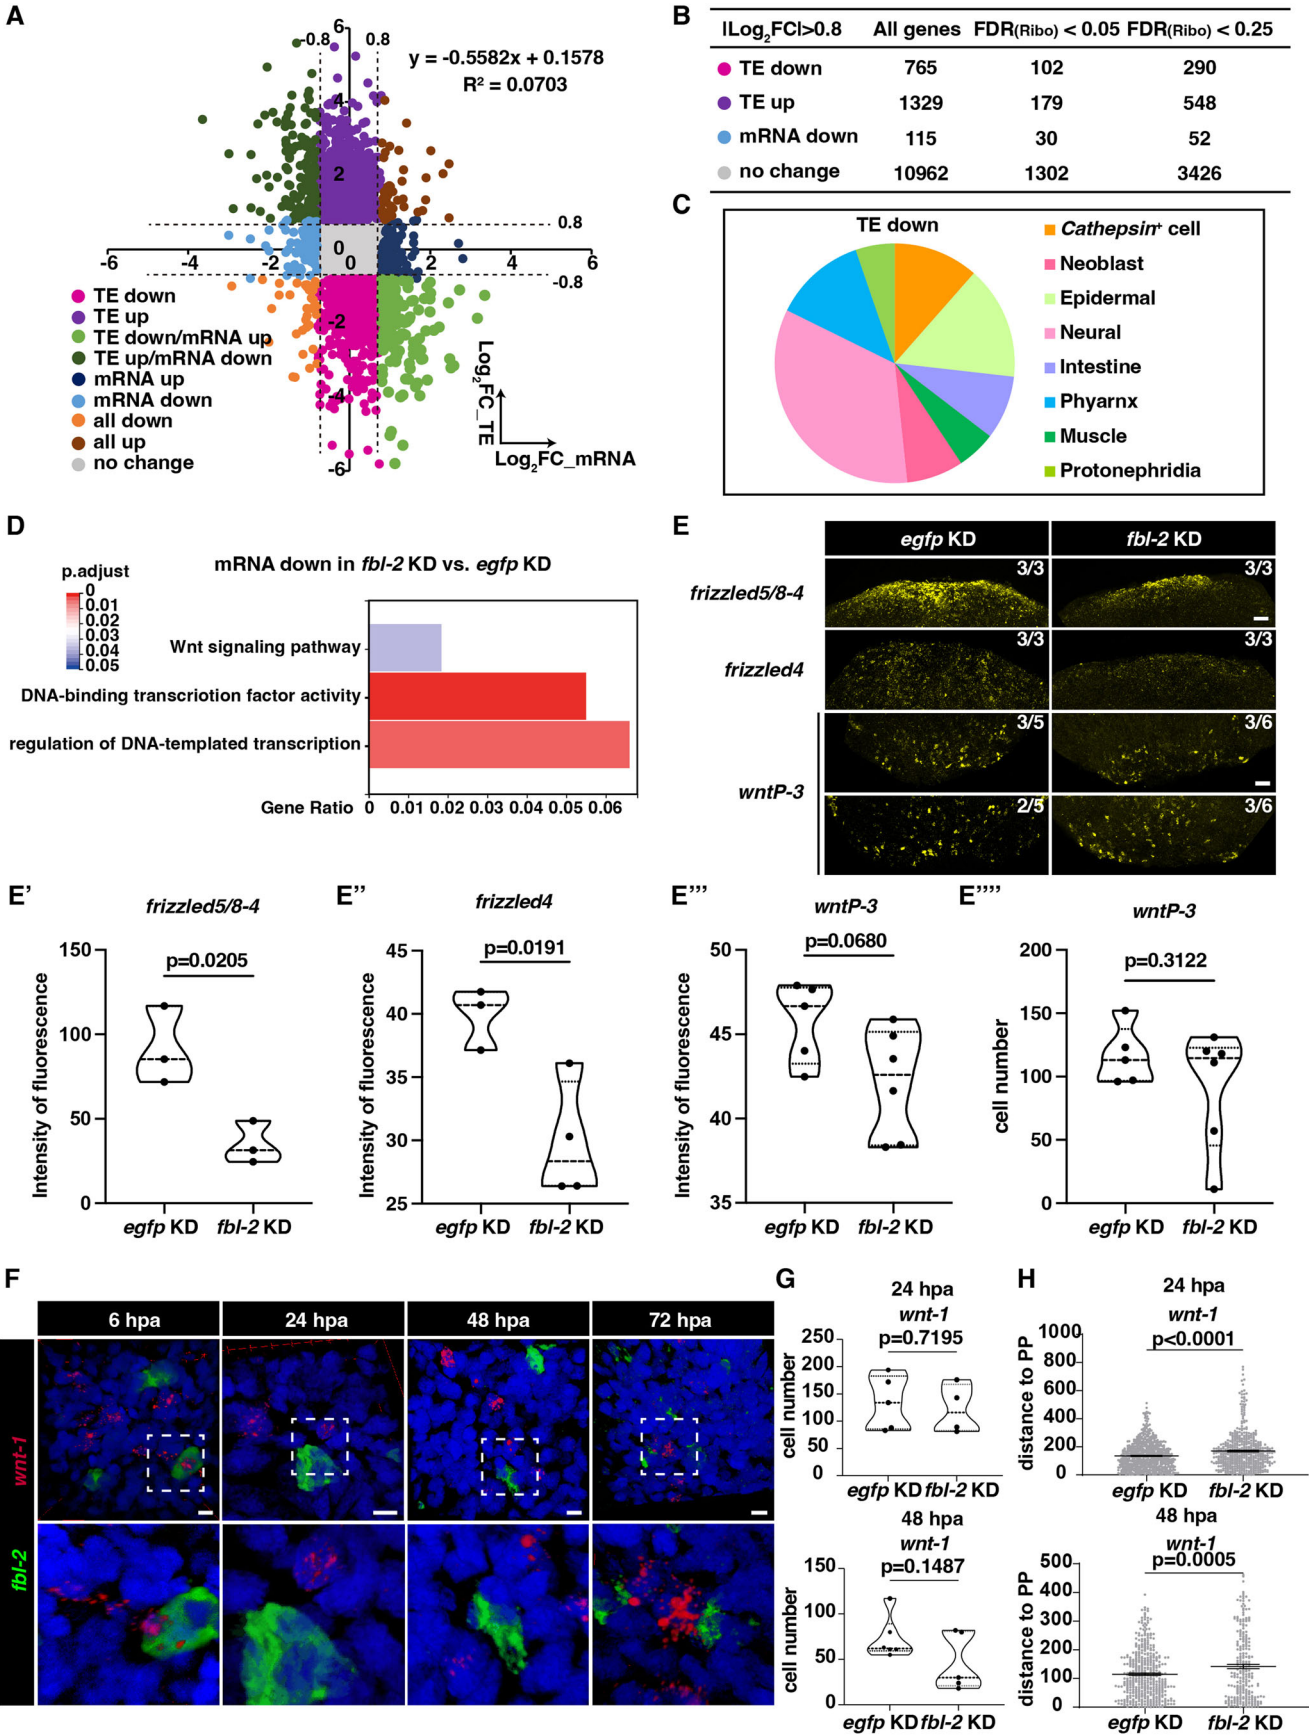 A
6
-0.8
0.8
y = -0.5582x + 0.1578
R² = 0.0703
4
2
0.8
0
-6
-4
-2
0
2
4
6
-0.8
-2
-4
-6
TE down
TE up
TE down/mRNA up
TE up/mRNA down
mRNA up
mRNA down
all down
all up
no change
Log₂FC_TE
Log₂FC_mRNA
B
|Log₂FC|>0.8 All genes FDR(Ribo) < 0.05 FDR(Ribo) < 0.25
TE down 765 102 290
TE up 1329 179 548
mRNA down 115 30 52
no change 10962 1302 3426
C
TE down
Cathepsin⁺ cell
Neoblast
Epidermal
Neural
Intestine
Phyarnx
Muscle
Protonephridia
D
mRNA down in fbl-2 KD vs. egfp KD
p.adjust
0
0.01
0.02
0.03
0.04
0.05
Wnt signaling pathway
DNA-binding transcriotion factor activity
regulation of DNA-templated transcription
Gene Ratio 0 0.01 0.02 0.03 0.04 0.05 0.06
E
egfp KD fbl-2 KD
frizzled5/8-4 3/3 3/3
frizzled4 3/3 3/3
wntP-3
3/5 3/6
2/5 3/6
E'
frizzled5/8-4
p=0.0205
Intensity of fluorescence
150
100
50
0
egfp KD fbl-2 KD
E''
frizzled4
p=0.0191
Intensity of fluorescence
45
40
35
30
25
egfp KD fbl-2 KD
E'''
wntP-3
p=0.0680
Intensity of fluorescence
50
45
40
35
egfp KD fbl-2 KD
E''''
wntP-3
p=0.3122
cell number
200
150
100
50
0
egfp KD fbl-2 KD
F
6 hpa 24 hpa 48 hpa 72 hpa
wnt-1
fbl-2
G
24 hpa
wnt-1
p=0.7195
cell number
250
200
150
100
50
0
egfp KD fbl-2 KD
48 hpa
wnt-1
p=0.1487
cell number
150
100
50
0
egfp KD fbl-2 KD
H
24 hpa
wnt-1
p<0.0001
distance to PP
1000
800
600
400
200
0
egfp KD fbl-2 KD
48 hpa
wnt-1
p=0.0005
distance to PP
500
400
300
200
100
0
egfp KD fbl-2 KD